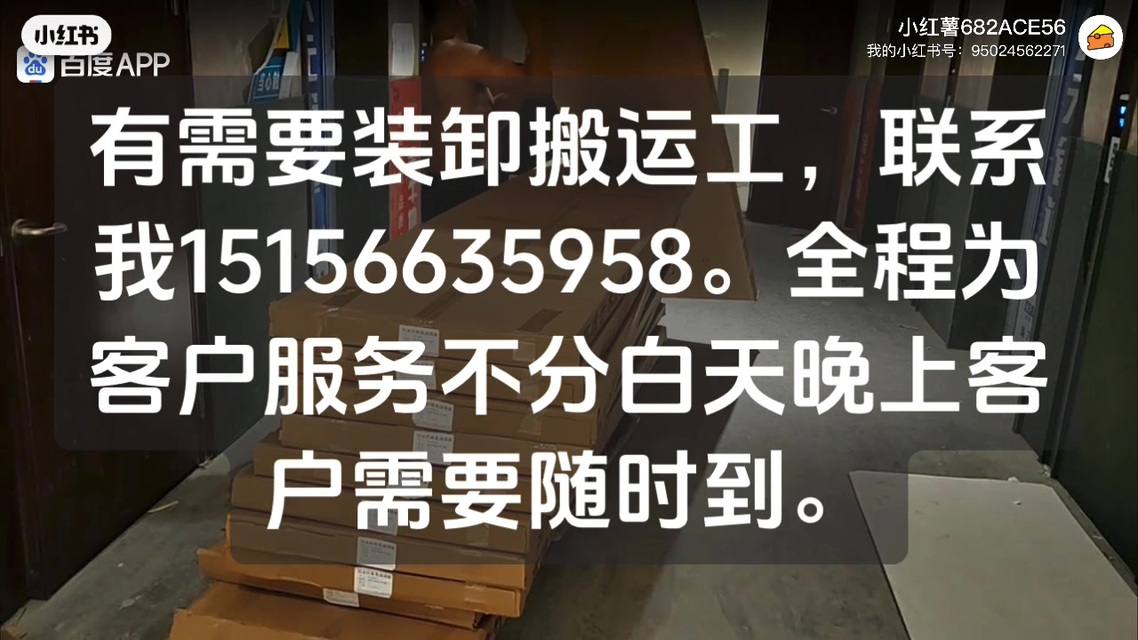 小红书
du 百度APP
小红薯682ACE56
我的小红书号：95024562271
有需要装卸搬运工，联系
我15156635958。全程为
客户服务不分白天晚上客
户需要随时到。